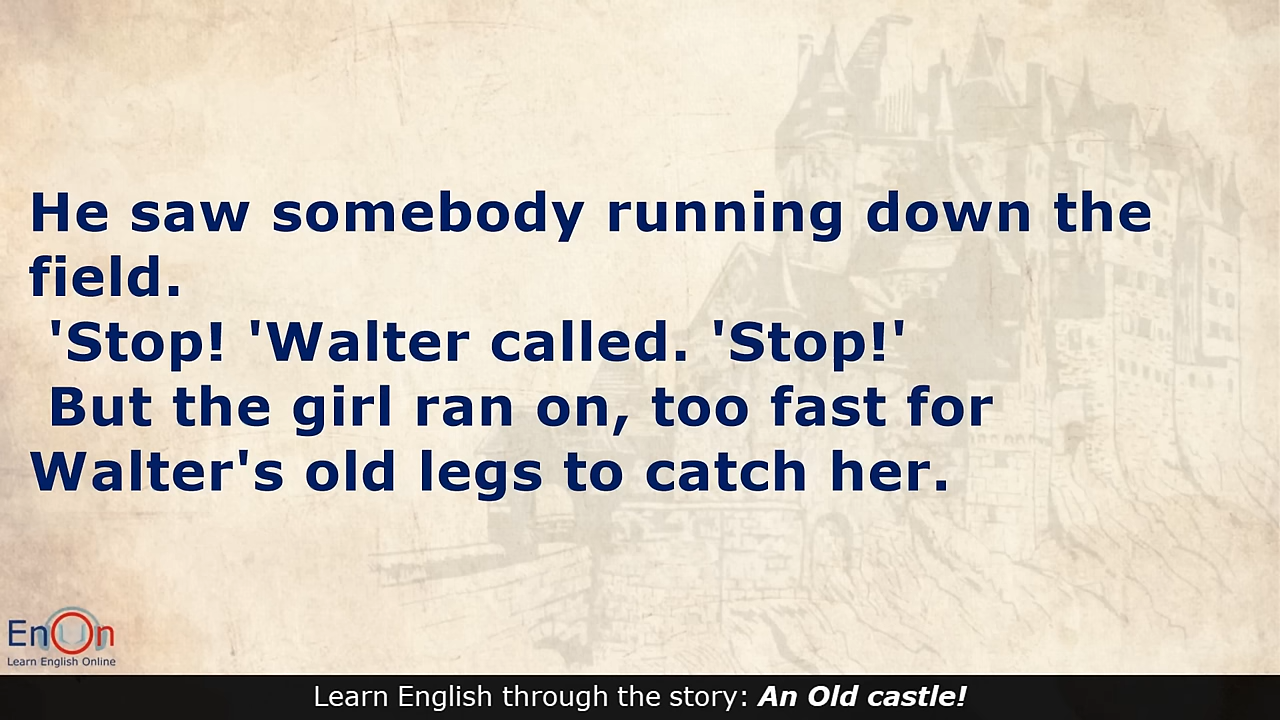 He saw somebody running down the
field.
'Stop! 'Walter called. 'Stop!'
But the girl ran on, too fast for
Walter's old legs to catch her.
EnOn
Learn English Online
Learn English through the story: An Old castle!